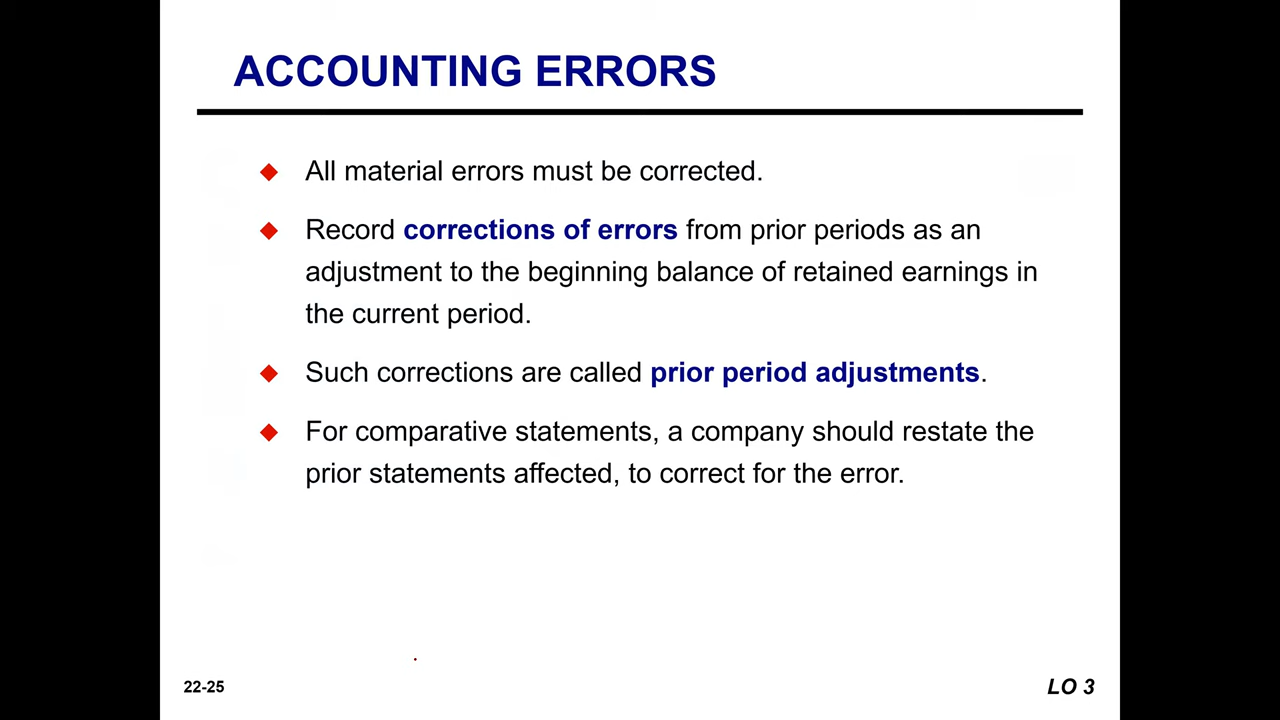 ACCOUNTING ERRORS
All material errors must be corrected.
Record corrections of errors from prior periods as an
adjustment to the beginning balance of retained earnings in
the current period.
Such corrections are called prior period adjustments.
For comparative statements, a company should restate the
prior statements affected, to correct for the error.
22-25
LO 3